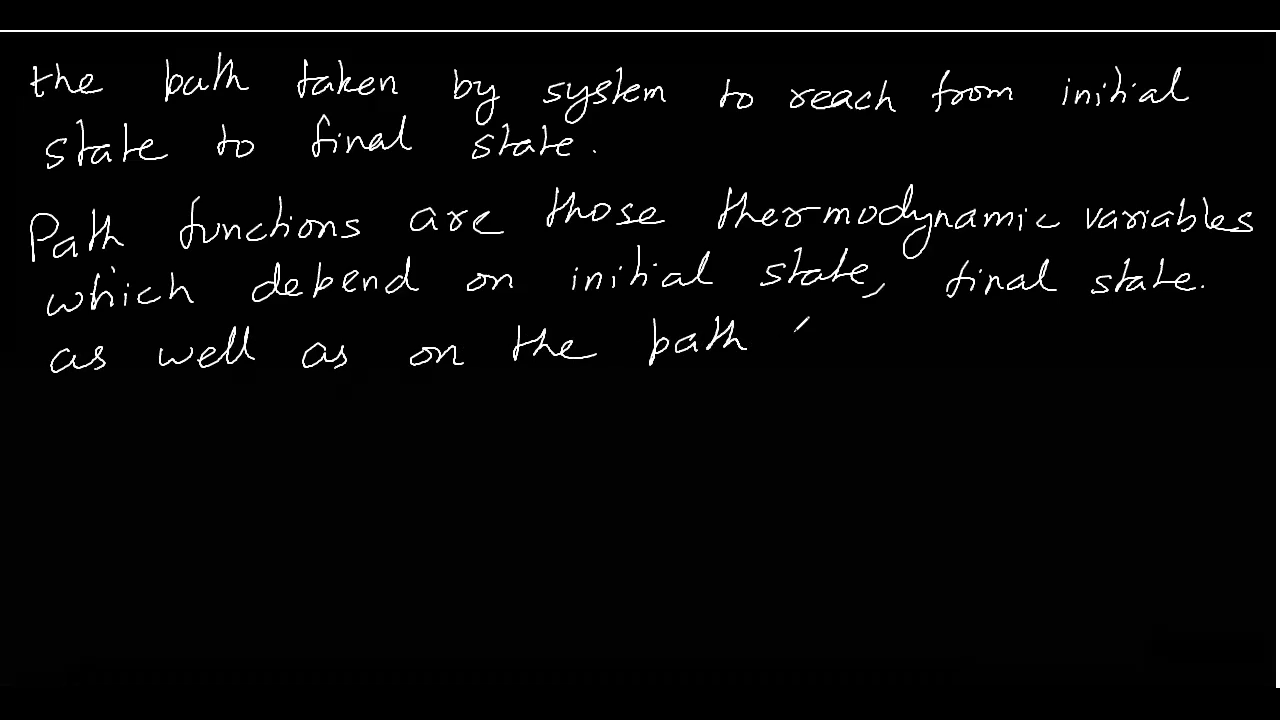 the path taken by system to reach from initial
state to final state.
Path functions are those thermodynamic variables
which depend on initial state, final state.
as well as on the path